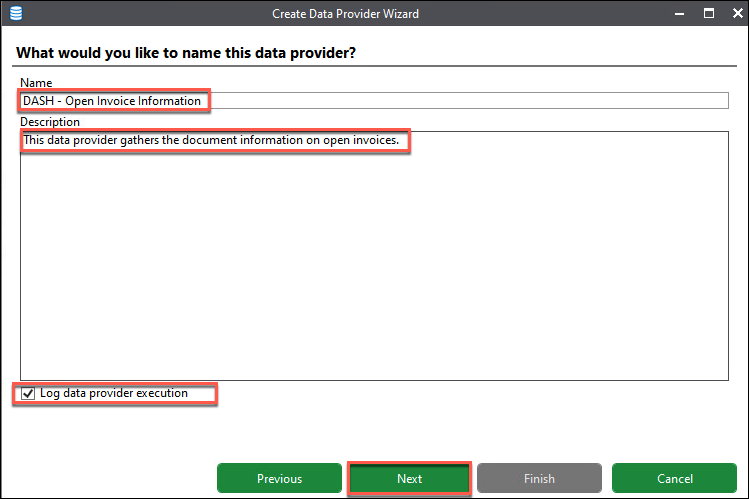 Create Data Provider Wizard
What would you like to name this data provider?
Name
DASH - Open Invoice Information
Description
This data provider gathers the document information on open invoices.
Log data provider execution
Previous
Next
Finish
Cancel